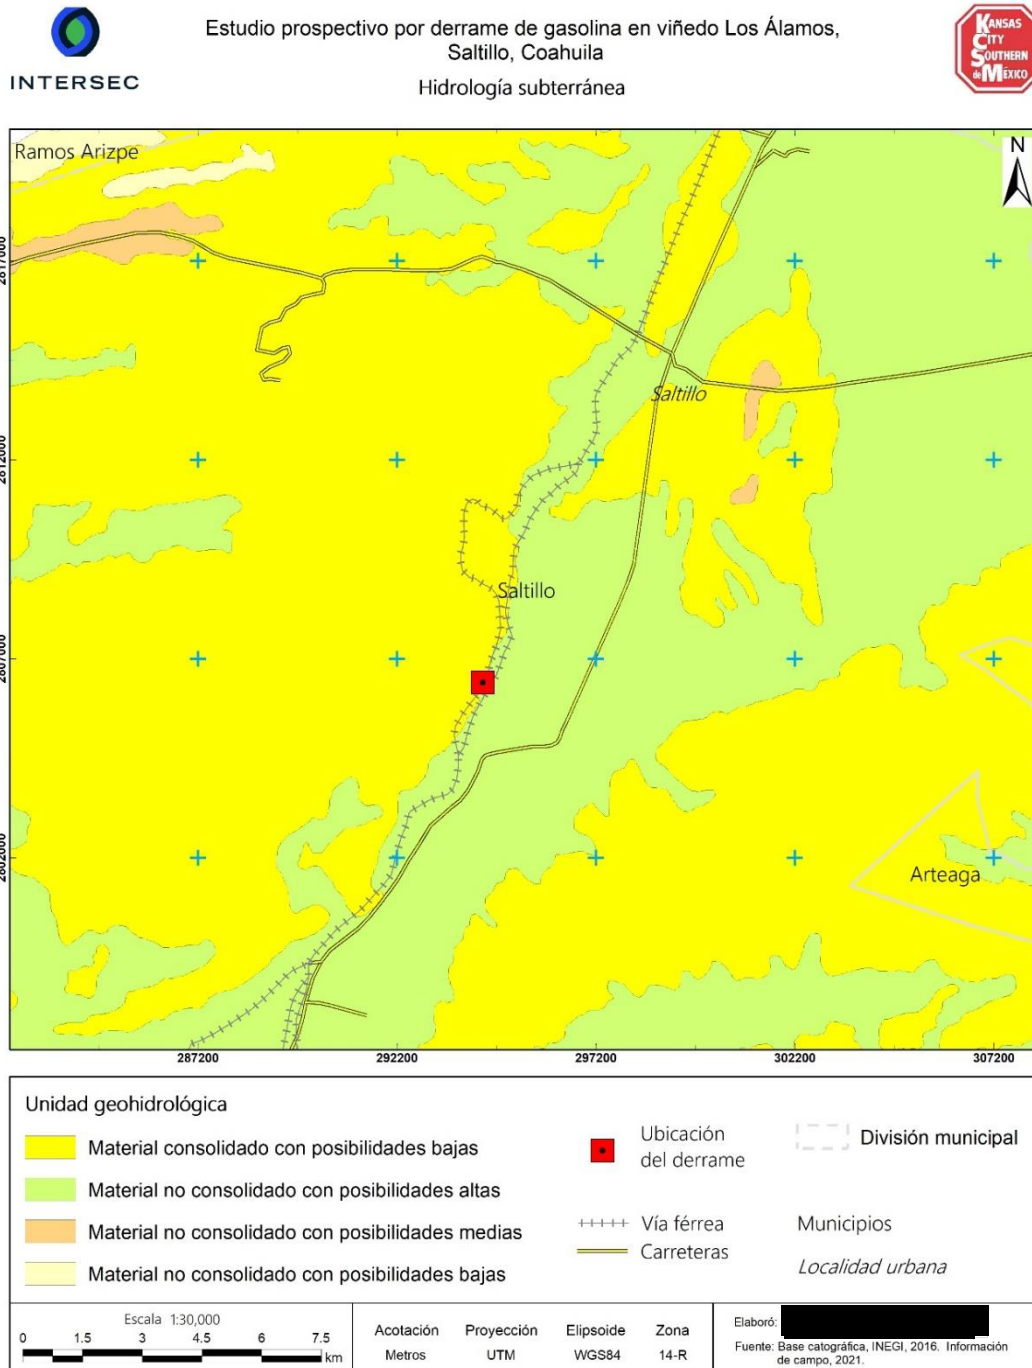 INTERSEC
Estudio prospectivo por derrame de gasolina en viñedo Los Álamos,
Saltillo, Coahuila
Hidrología subterránea
KANSAS
CITY
SOUTHERN
de MÉXICO
Ramos Arizpe
N
2817000
2812000
2807000
2802000
Saltillo
Saltillo
Arteaga
287200
292200
297200
302200
307200
Unidad geohidrológica
Material consolidado con posibilidades bajas
Material no consolidado con posibilidades altas
Material no consolidado con posibilidades medias
Material no consolidado con posibilidades bajas
Ubicación
del derrame
División municipal
Vía férrea
Carreteras
Municipios
Localidad urbana
Escala 1:30,000
0 1.5 3 4.5 6 7.5
km
Acotación Proyección Elipsoide Zona
Metros UTM WGS84 14-R
Elaboró:
Fuente: Base catográfica, INEGI, 2016. Información
de campo, 2021.